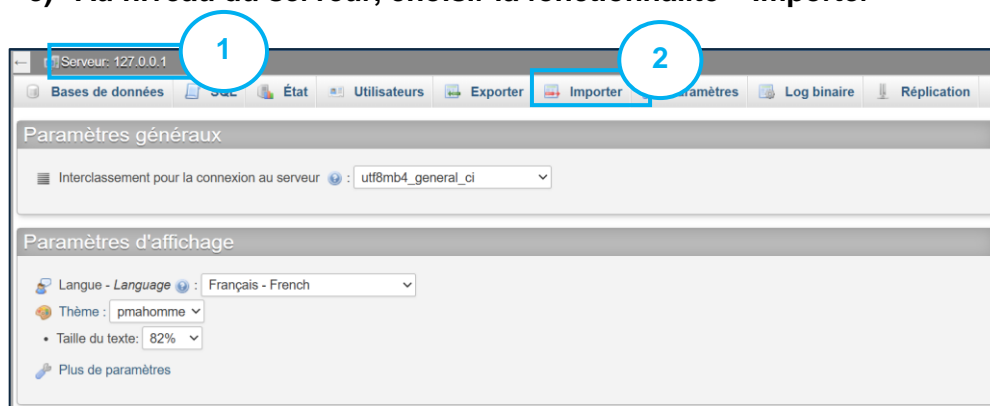 Serveur: 127.0.0.1
1
2
Bases de données SQL État Utilisateurs Exporter Importer Paramètres Log binaire Réplication
Paramètres généraux
Interclassement pour la connexion au serveur : utf8mb4_general_ci
Paramètres d'affichage
Langue - Language : Français - French
Thème : pmahomme
• Taille du texte: 82%
Plus de paramètres